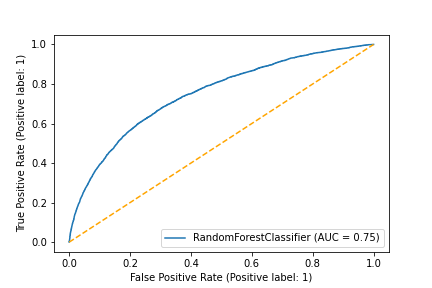 1.0
0.8
0.6
0.4
0.2
0.0
True Positive Rate (Positive label: 1)
RandomForestClassifier (AUC = 0.75)
0.0 0.2 0.4 0.6 0.8 1.0
False Positive Rate (Positive label: 1)